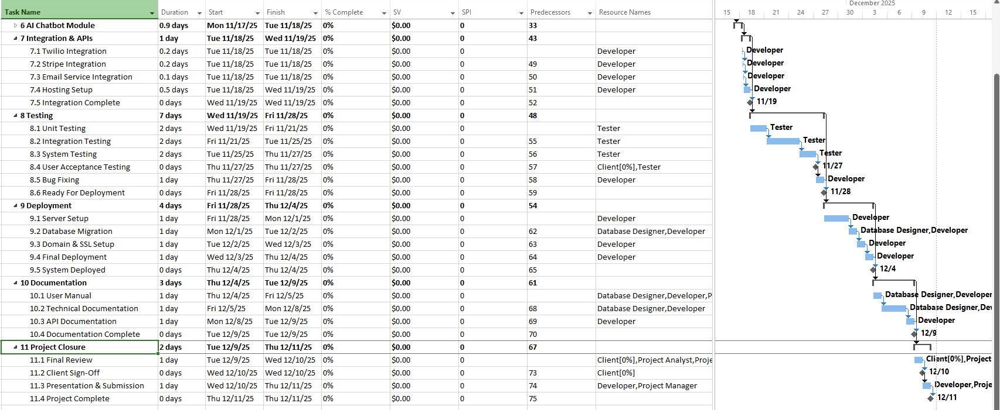 Task Name Duration Start Finish % Complete SV SPI Predecessors Resource Names
December 2025
15 18 21 24 27 30 3 6 9 12 15
6 AI Chatbot Module 0.9 days Mon 11/17/25 Tue 11/18/25 0% $0.00 0 33
7 Integration & APIs 1 day Tue 11/18/25 Wed 11/19/25 0% $0.00 0 43
7.1 Twilio Integration 0.2 days Tue 11/18/25 Tue 11/18/25 0% $0.00 0 Developer Developer
7.2 Stripe Integration 0.2 days Tue 11/18/25 Tue 11/18/25 0% $0.00 0 49 Developer Developer
7.3 Email Service Integration 0.1 days Tue 11/18/25 Tue 11/18/25 0% $0.00 0 50 Developer Developer
7.4 Hosting Setup 0.5 days Tue 11/18/25 Wed 11/19/25 0% $0.00 0 51 Developer Developer
7.5 Integration Complete 0 days Wed 11/19/25 Wed 11/19/25 0% $0.00 0 52 11/19
8 Testing 7 days Wed 11/19/25 Fri 11/28/25 0% $0.00 0 48
8.1 Unit Testing 2 days Wed 11/19/25 Fri 11/21/25 0% $0.00 0 Tester Tester
8.2 Integration Testing 2 days Fri 11/21/25 Tue 11/25/25 0% $0.00 0 55 Tester Tester
8.3 System Testing 2 days Tue 11/25/25 Thu 11/27/25 0% $0.00 0 56 Tester Tester
8.4 User Acceptance Testing 0 days Thu 11/27/25 Thu 11/27/25 0% $0.00 0 57 Client[0%],Tester 11/27
8.5 Bug Fixing 1 day Thu 11/27/25 Fri 11/28/25 0% $0.00 0 58 Developer Developer
8.6 Ready For Deployment 0 days Fri 11/28/25 Fri 11/28/25 0% $0.00 0 59 11/28
9 Deployment 4 days Fri 11/28/25 Thu 12/4/25 0% $0.00 0 54
9.1 Server Setup 1 day Fri 11/28/25 Mon 12/1/25 0% $0.00 0 Developer Developer
9.2 Database Migration 1 day Mon 12/1/25 Tue 12/2/25 0% $0.00 0 62 Database Designer,Developer Database Designer,Developer
9.3 Domain & SSL Setup 1 day Tue 12/2/25 Wed 12/3/25 0% $0.00 0 63 Developer Developer
9.4 Final Deployment 1 day Wed 12/3/25 Thu 12/4/25 0% $0.00 0 64 Developer Developer
9.5 System Deployed 0 days Thu 12/4/25 Thu 12/4/25 0% $0.00 0 65 12/4
10 Documentation 3 days Thu 12/4/25 Tue 12/9/25 0% $0.00 0 61
10.1 User Manual 1 day Thu 12/4/25 Fri 12/5/25 0% $0.00 0 Database Designer,Developer,P Database Designer,Developer
10.2 Technical Documentation 1 day Fri 12/5/25 Mon 12/8/25 0% $0.00 0 68 Database Designer,Developer Database Designer,Dev
10.3 API Documentation 1 day Mon 12/8/25 Tue 12/9/25 0% $0.00 0 69 Developer Developer
10.4 Documentation Complete 0 days Tue 12/9/25 Tue 12/9/25 0% $0.00 0 70 12/9
11 Project Closure 2 days Tue 12/9/25 Thu 12/11/25 0% $0.00 0 67
11.1 Final Review 1 day Tue 12/9/25 Wed 12/10/25 0% $0.00 0 Client[0%],Project Analyst,Proje Client[0%],Project
11.2 Client Sign-Off 0 days Wed 12/10/25 Wed 12/10/25 0% $0.00 0 73 Client[0%] 12/10
11.3 Presentation & Submission 1 day Wed 12/10/25 Thu 12/11/25 0% $0.00 0 74 Developer,Project Manager Developer,Proje
11.4 Project Complete 0 days Thu 12/11/25 Thu 12/11/25 0% $0.00 0 75 12/11